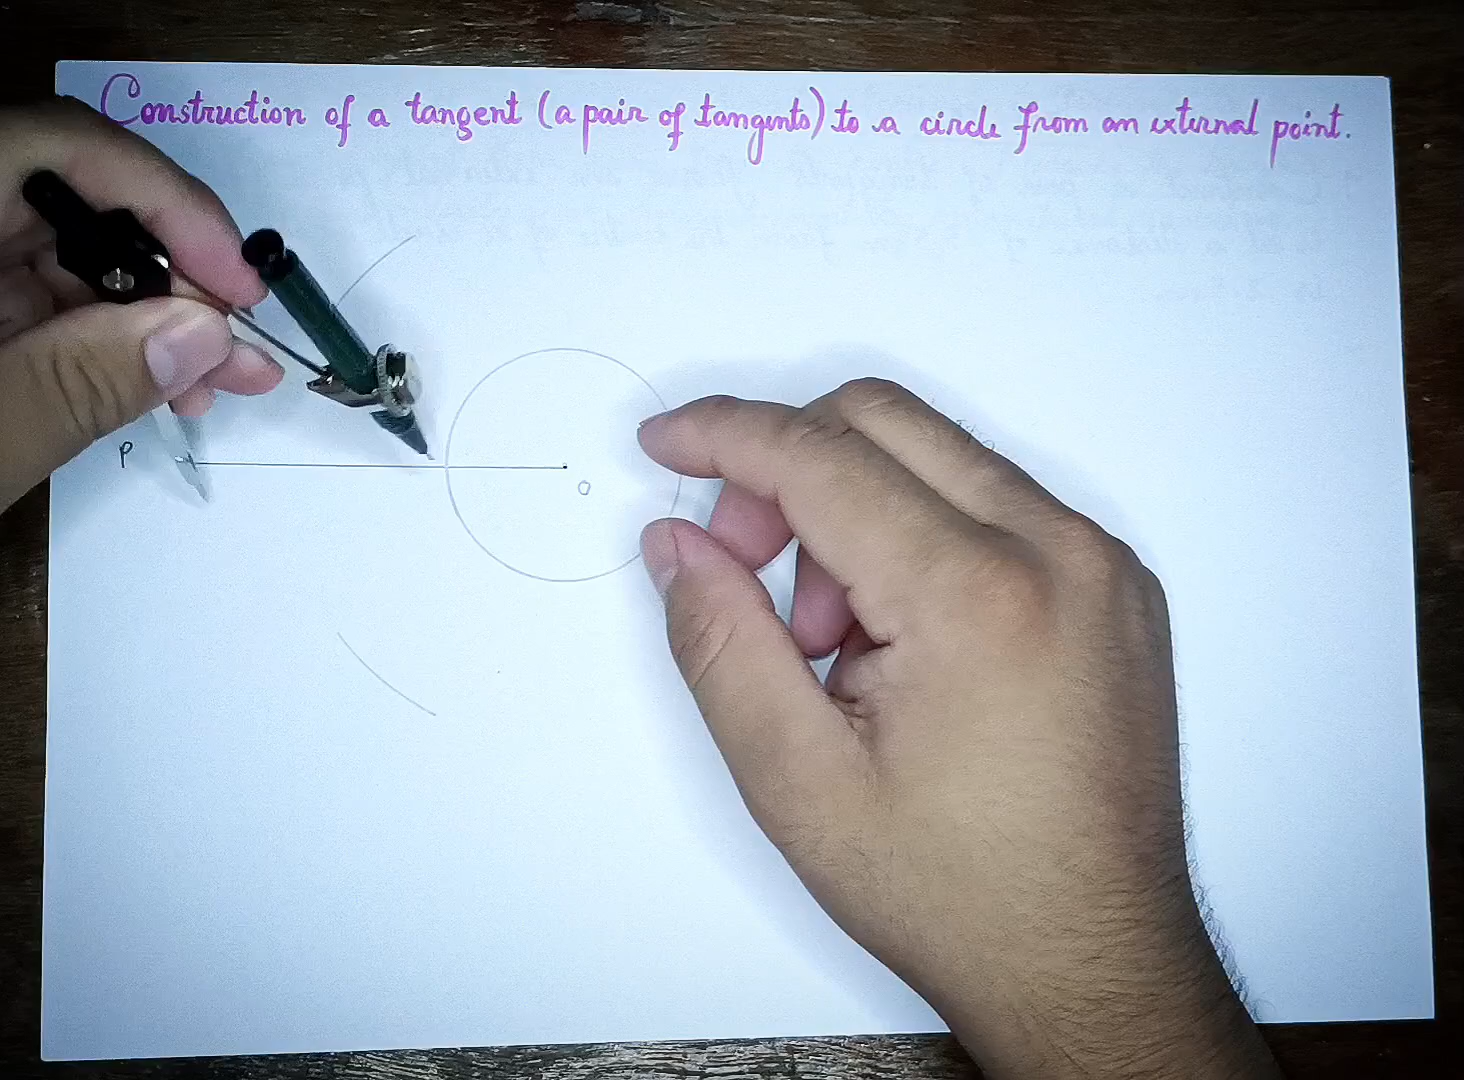 Construction of a tangent (a pair of tangents) to a circle from an external point.
P
O